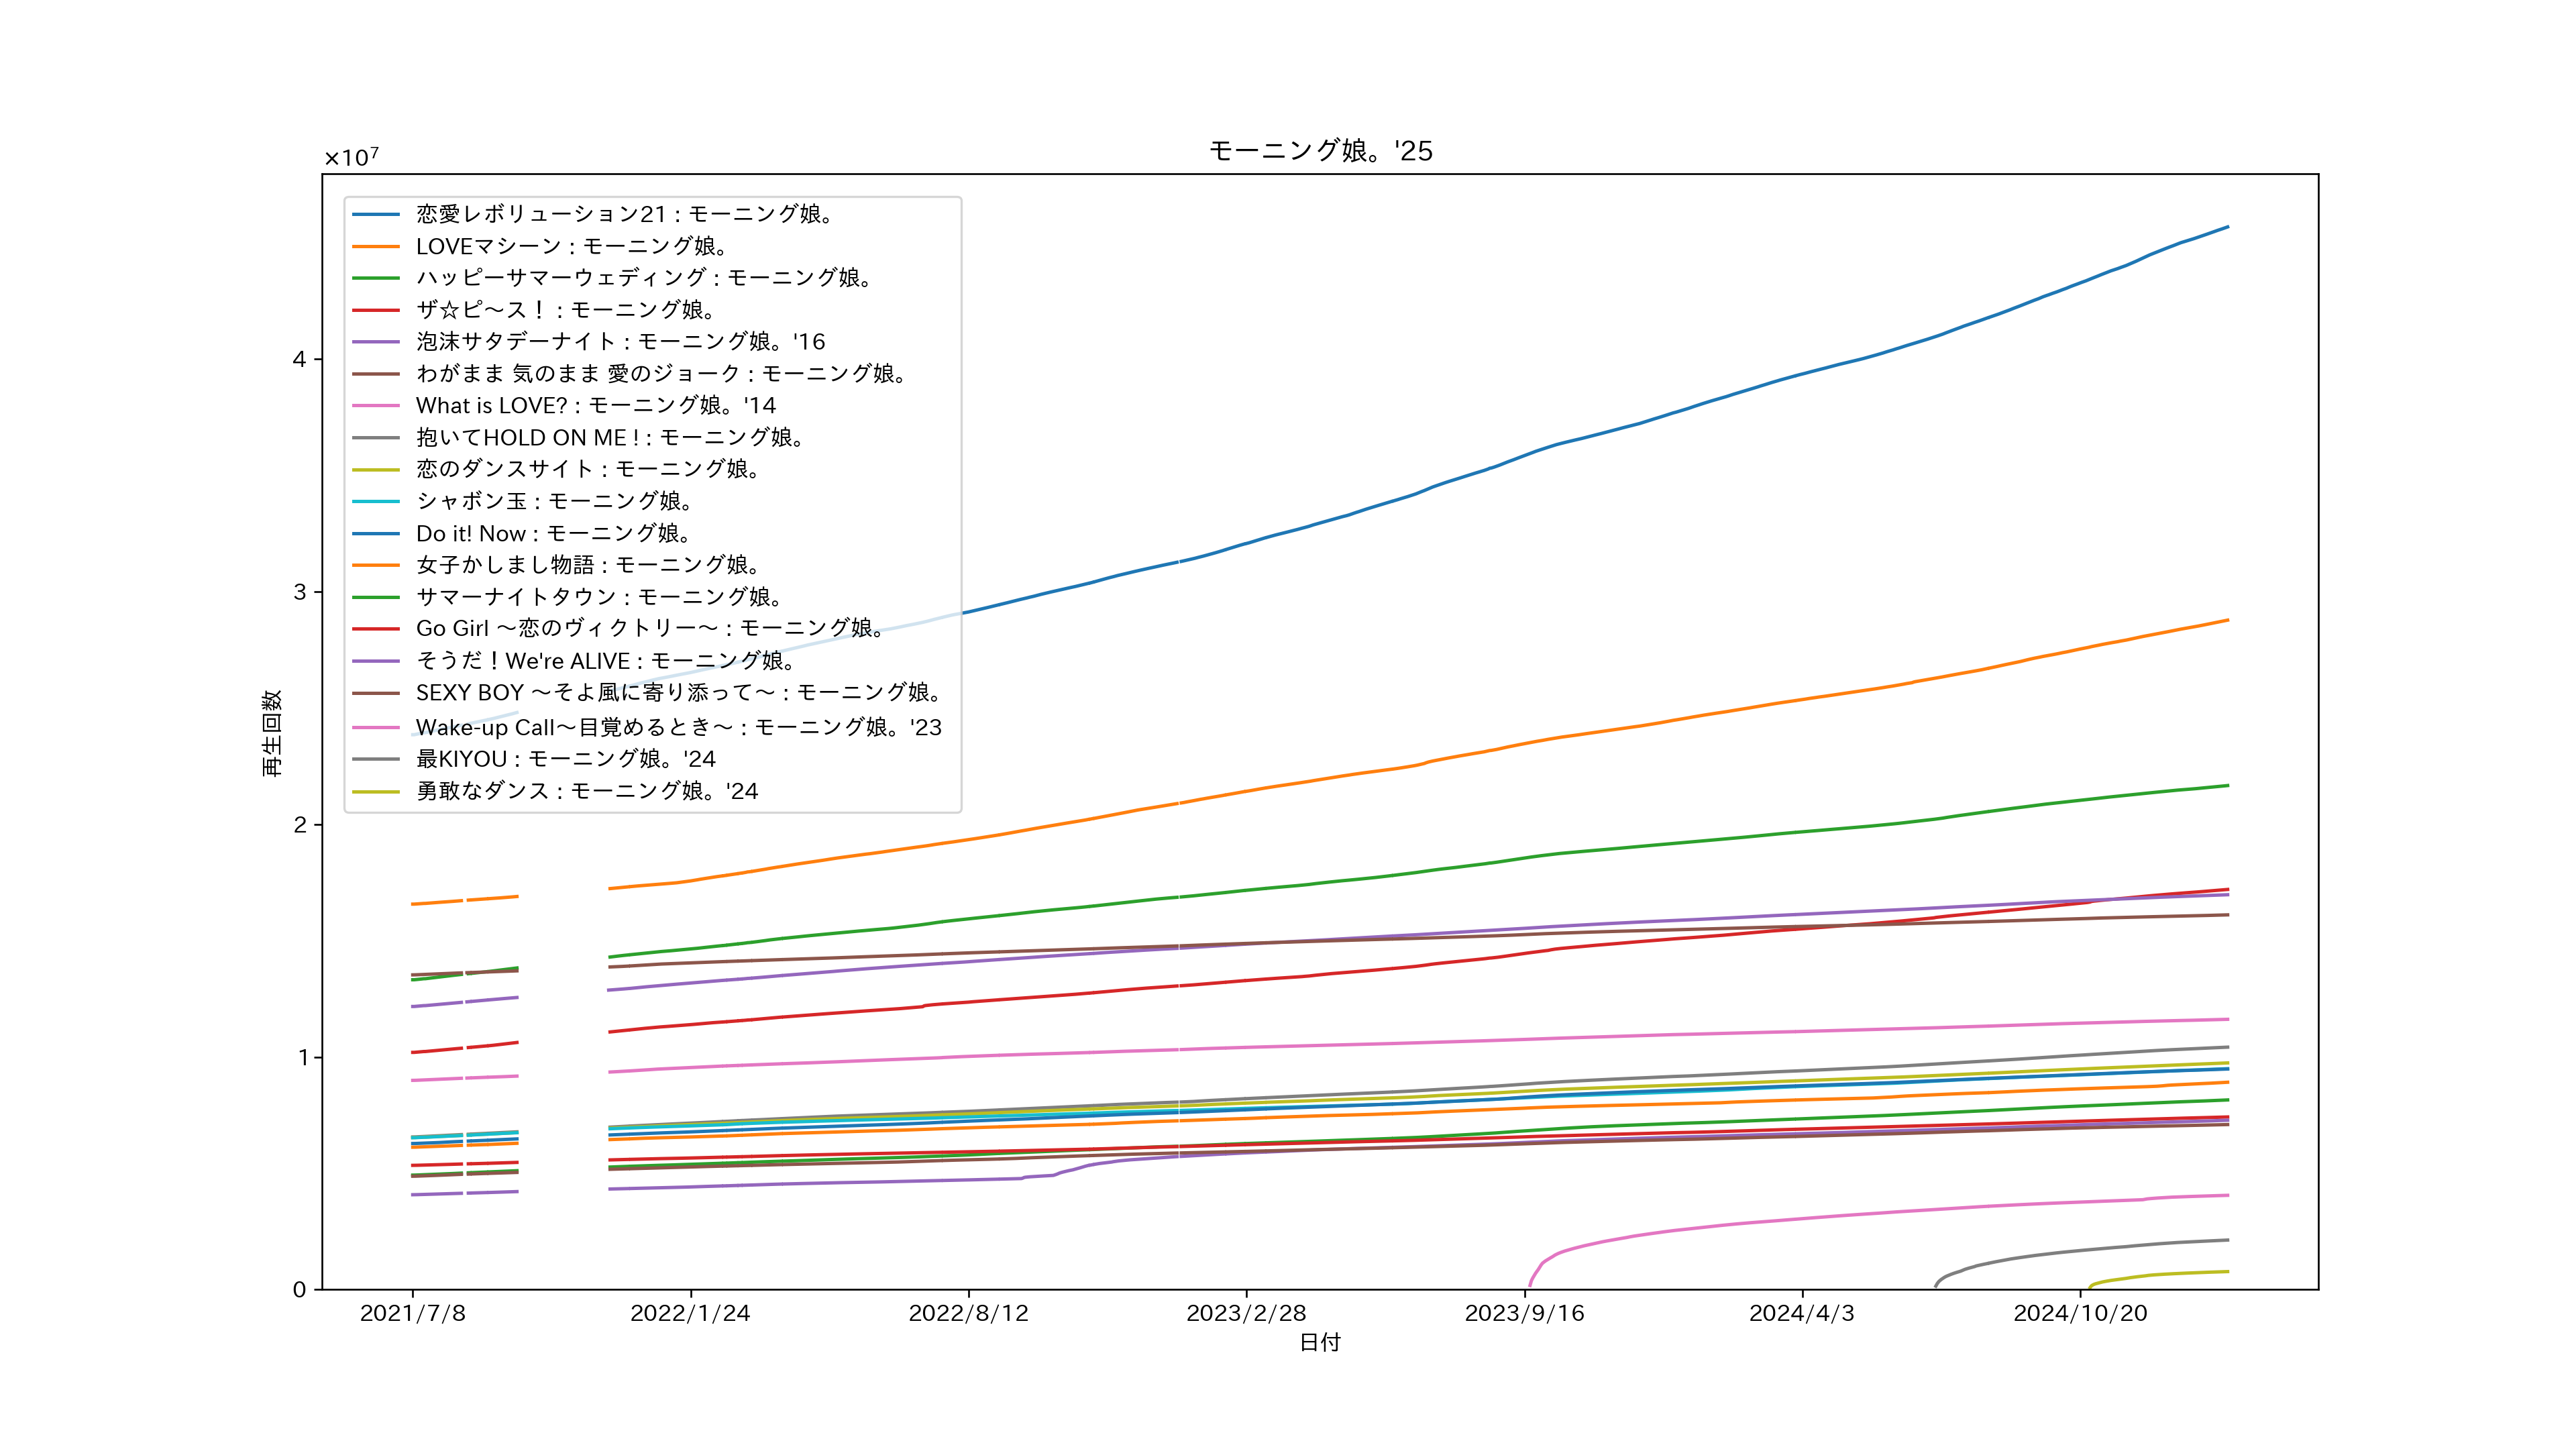 モーニング娘。'25
×10⁷
恋愛レボリューション21 : モーニング娘。
LOVEマシーン : モーニング娘。
ハッピーサマーウェディング : モーニング娘。
ザ☆ピ～ス！ : モーニング娘。
泡沫サタデーナイト : モーニング娘。'16
わがまま 気のまま 愛のジョーク : モーニング娘。
What is LOVE? : モーニング娘。'14
抱いてHOLD ON ME ! : モーニング娘。
恋のダンスサイト : モーニング娘。
シャボン玉 : モーニング娘。
Do it! Now : モーニング娘。
女子かしまし物語 : モーニング娘。
サマーナイトタウン : モーニング娘。
Go Girl ～恋のヴィクトリー～ : モーニング娘。
そうだ！We're ALIVE : モーニング娘。
SEXY BOY ～そよ風に寄り添って～ : モーニング娘。
Wake-up Call～目覚めるとき～ : モーニング娘。'23
最KIYOU : モーニング娘。'24
勇敢なダンス : モーニング娘。'24
4
3
2
1
0
再生回数
2021/7/8 2022/1/24 2022/8/12 2023/2/28 2023/9/16 2024/4/3 2024/10/20
日付